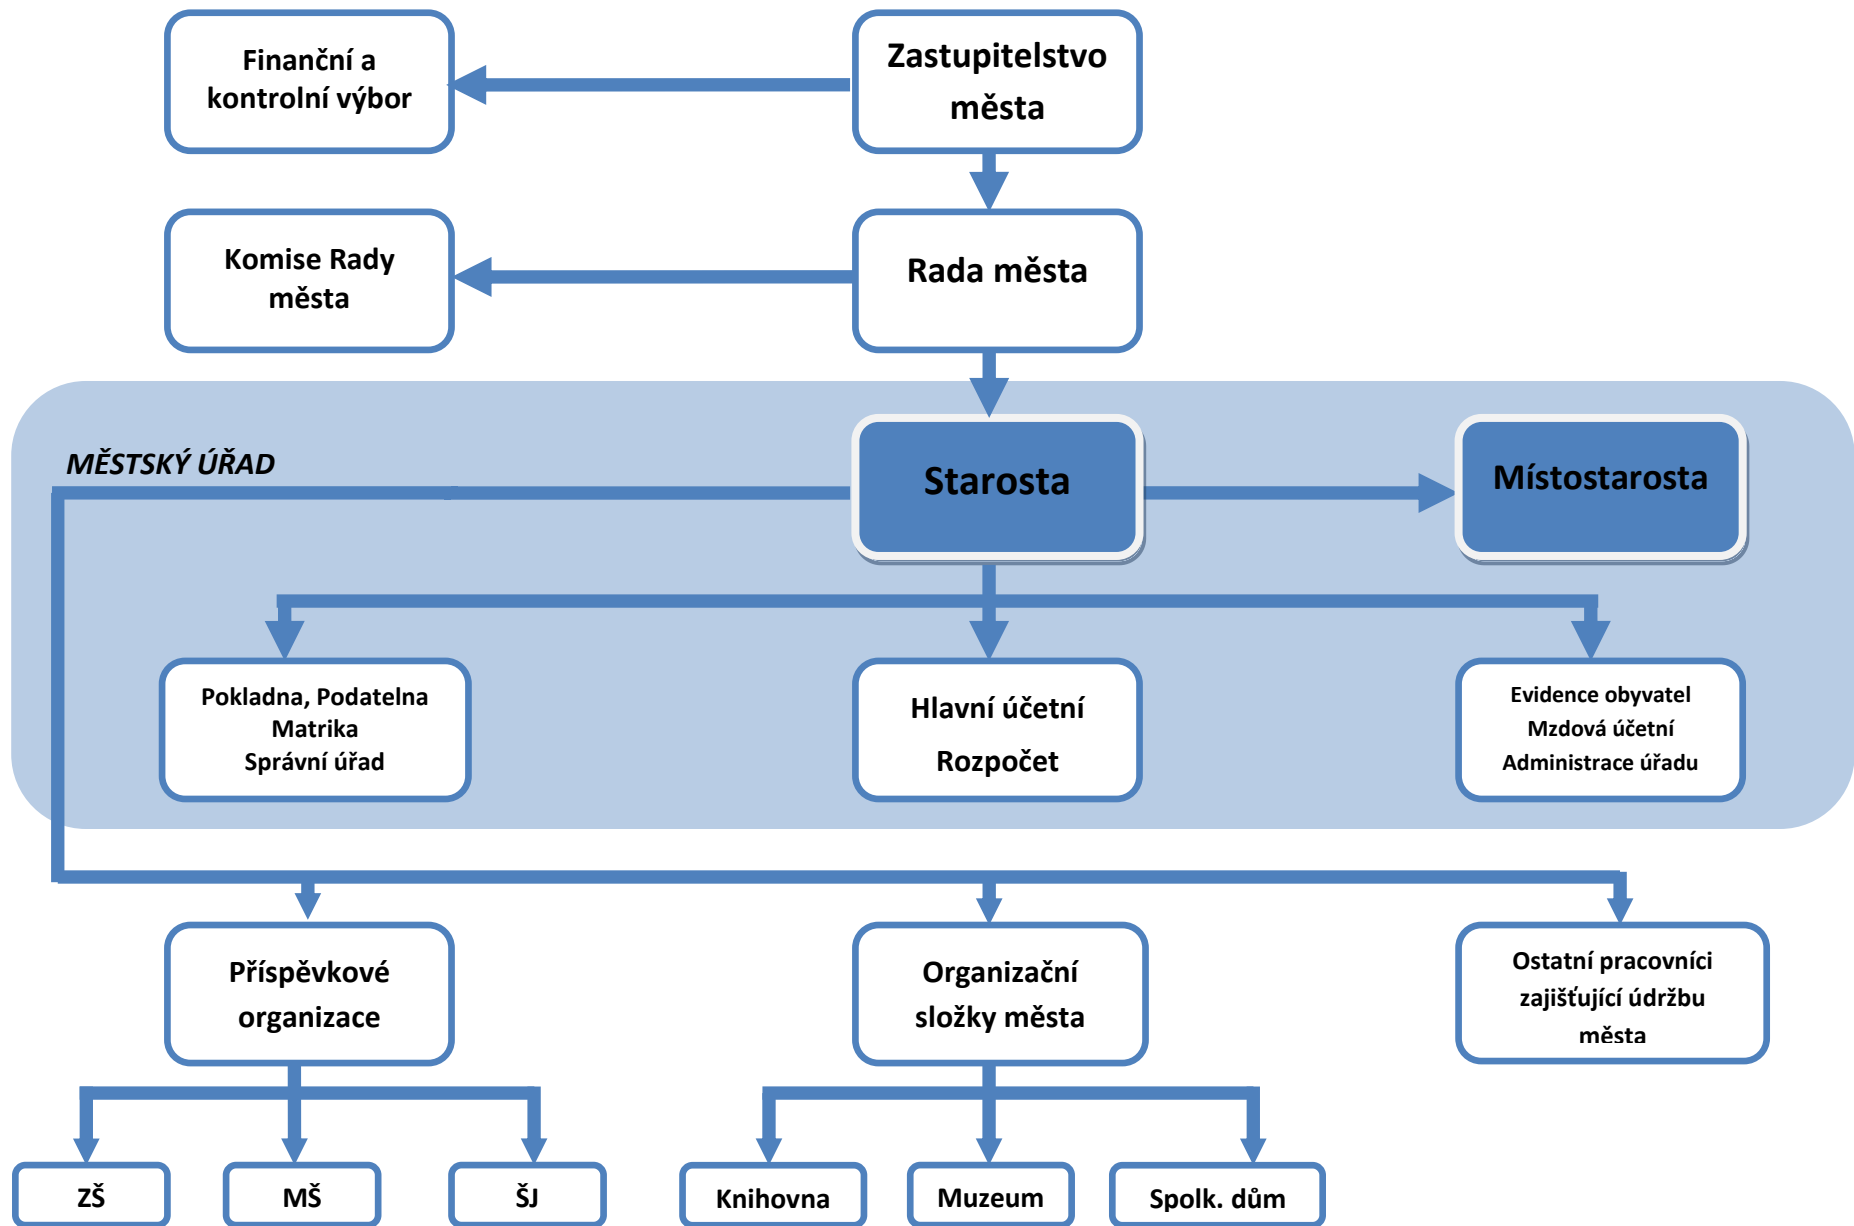 Finanční a
kontrolní výbor
Zastupitelstvo
města
Komise Rady
města
Rada města
MĚSTSKÝ ÚŘAD
Starosta
Místostarosta
Pokladna, Podatelna
Matrika
Správní úřad
Hlavní účetní
Rozpočet
Evidence obyvatel
Mzdová účetní
Administrace úřadu
Příspěvkové
organizace
Organizační
složky města
Ostatní pracovníci
zajišťující údržbu
města
ZŠ
MŠ
ŠJ
Knihovna
Muzeum
Spolk. dům